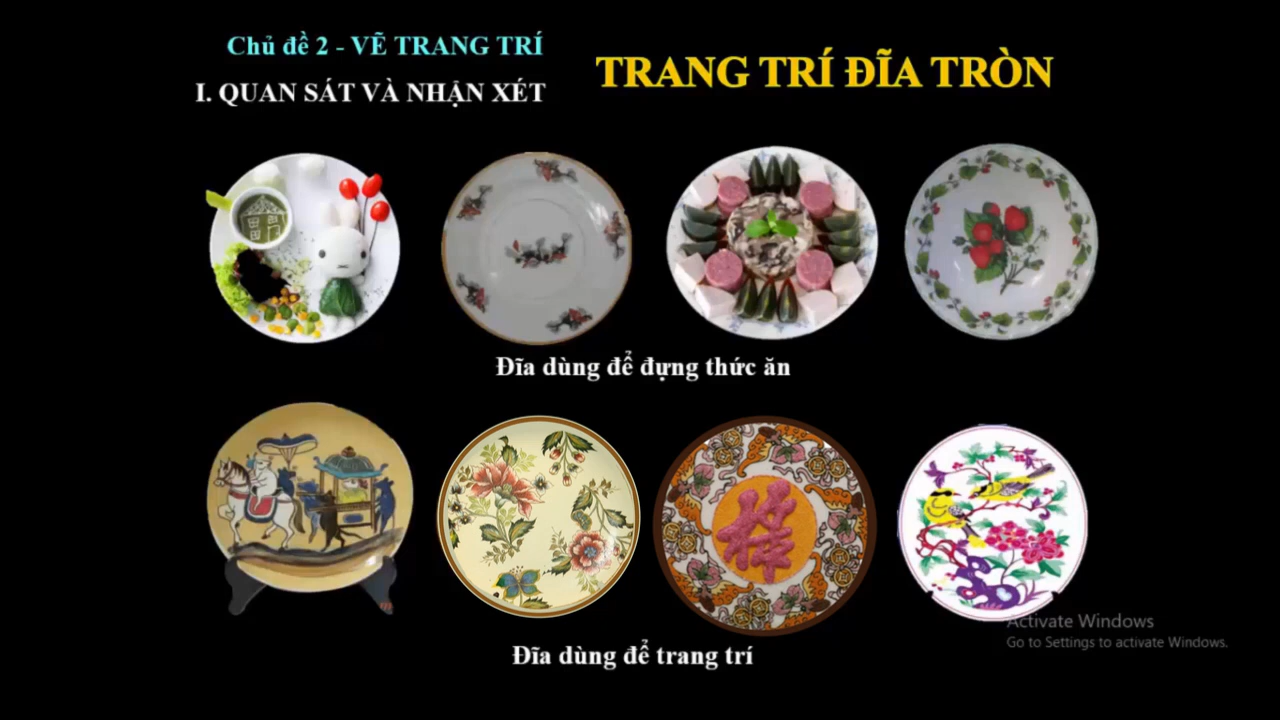 Chủ đề 2 - VẼ TRANG TRÍ
I. QUAN SÁT VÀ NHẬN XÉT
TRANG TRÍ ĐĨA TRÒN
Đĩa dùng để đựng thức ăn
祥
Đĩa dùng để trang trí
Activate Windows
Go to Settings to activate Windows.